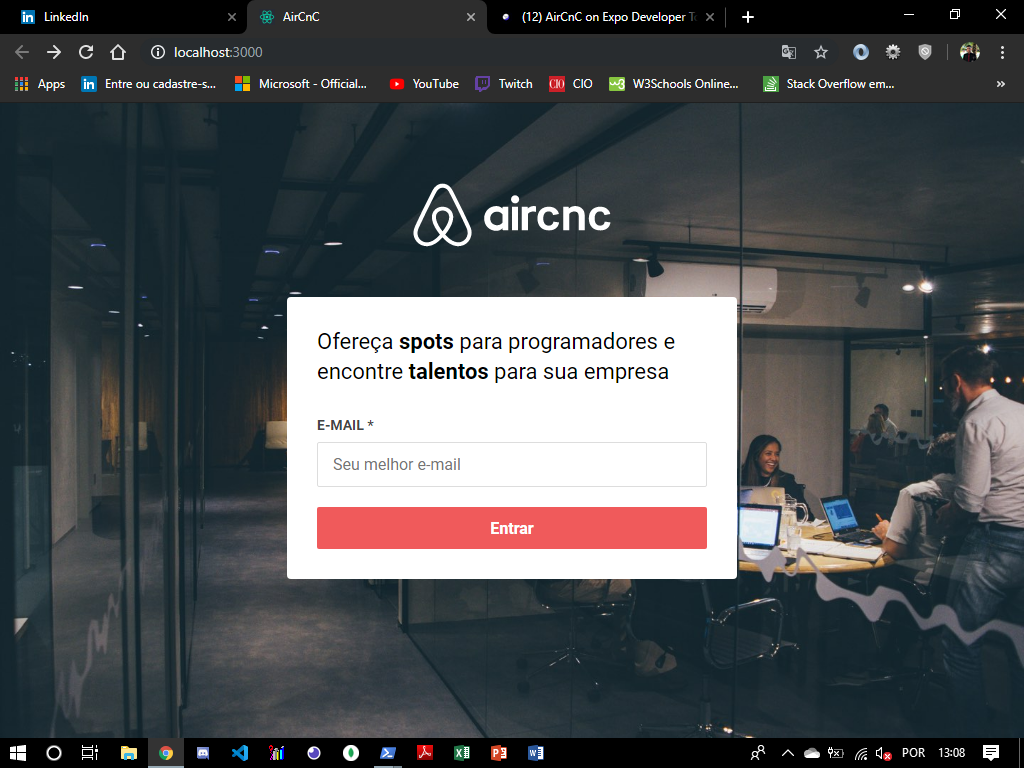 LinkedIn
AirCnC
(12) AirCnC on Expo Developer T
localhost:3000
Apps
Entre ou cadastre-s...
Microsoft - Official...
YouTube
Twitch
CIO
W3Schools Online...
Stack Overflow em...
aircnc
Ofereça spots para programadores e
encontre talentos para sua empresa
E-MAIL *
Seu melhor e-mail
Entrar
POR
13:08